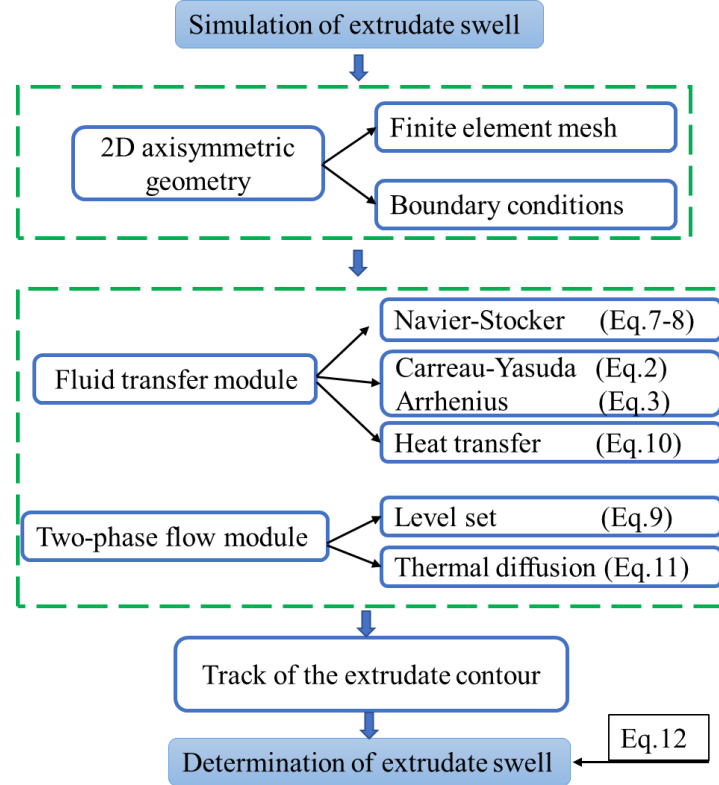 Simulation of extrudate swell
2D axisymmetric
geometry
Finite element mesh
Boundary conditions
Fluid transfer module
Navier-Stocker (Eq.7-8)
Carreau-Yasuda (Eq.2)
Arrhenius (Eq.3)
Heat transfer (Eq.10)
Two-phase flow module
Level set (Eq.9)
Thermal diffusion (Eq.11)
Track of the extrudate contour
Eq.12
Determination of extrudate swell